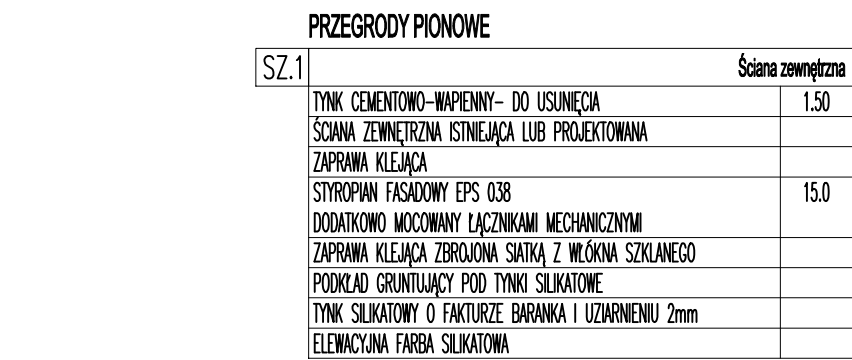 PRZEGRODY PIONOWE
SZ.1 Ściana zewnętrzna
TYNK CEMENTOWO-WAPIENNY- DO USUNIĘCIA 1.50
ŚCIANA ZEWNĘTRZNA ISTNIEJĄCA LUB PROJEKTOWANA
ZAPRAWA KLEJĄCA
STYROPIAN FASADOWY EPS 038 15.0
DODATKOWO MOCOWANY ŁĄCZNIKAMI MECHANICZNYMI
ZAPRAWA KLEJĄCA ZBROJONA SIATKĄ Z WŁÓKNA SZKLANEGO
PODKŁAD GRUNTUJĄCY POD TYNKI SILIKATOWE
TYNK SILIKATOWY O FAKTURZE BARANKA I UZIARNIENIU 2mm
ELEWACYJNA FARBA SILIKATOWA